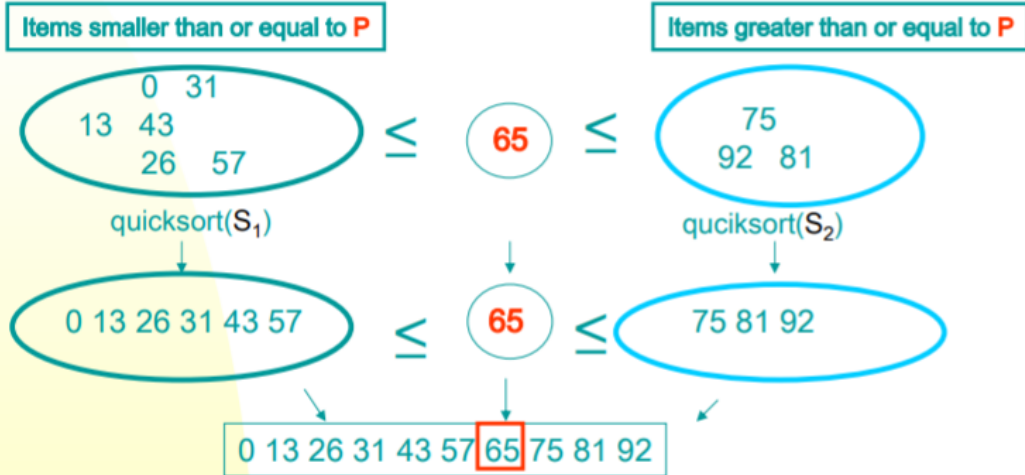 Items smaller than or equal to P
Items greater than or equal to P
0 31
13 43
26 57
≤ 65 ≤
75
92 81
quicksort(S₁)
quciksort(S₂)
0 13 26 31 43 57 ≤ 65 ≤ 75 81 92
0 13 26 31 43 57 65 75 81 92